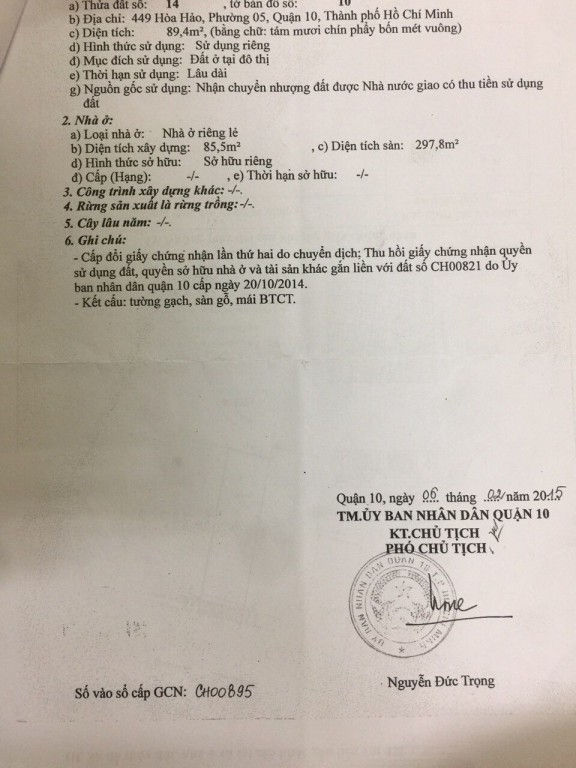 a) Thửa đất số: 14 , tờ bản đồ số: 10
b) Địa chỉ: 449 Hòa Hảo, Phường 05, Quận 10, Thành phố Hồ Chí Minh
c) Diện tích: 89,4m², (bằng chữ: tám mươi chín phẩy bốn mét vuông)
d) Hình thức sử dụng: Sử dụng riêng
đ) Mục đích sử dụng: Đất ở tại đô thị
e) Thời hạn sử dụng: Lâu dài
g) Nguồn gốc sử dụng: Nhận chuyển nhượng đất được Nhà nước giao có thu tiền sử dụng
đất
2. Nhà ở:
a) Loại nhà ở: Nhà ở riêng lẻ
b) Diện tích xây dựng: 85,5m² , c) Diện tích sàn: 297,8m²
d) Hình thức sở hữu: Sở hữu riêng
đ) Cấp (Hạng): -/- , e) Thời hạn sở hữu: -/-
3. Công trình xây dựng khác: -/-.
4. Rừng sản xuất là rừng trồng: -/-.
5. Cây lâu năm: -/-.
6. Ghi chú:
- Cấp đổi giấy chứng nhận lần thứ hai do chuyển dịch; Thu hồi giấy chứng nhận quyền
sử dụng đất, quyền sở hữu nhà ở và tài sản khác gắn liền với đất số CH00821 do Ủy
ban nhân dân quận 10 cấp ngày 20/10/2014.
- Kết cấu: tường gạch, sàn gỗ, mái BTCT.
Quận 10, ngày 06 tháng 02 năm 2015
TM.ỦY BAN NHÂN DÂN QUẬN 10
KT.CHỦ TỊCH
PHÓ CHỦ TỊCH
ỦY BAN NHÂN DÂN QUẬN 10 T.P HỒ CHÍ MINH
Nguyễn Đức Trọng
Số vào sổ cấp GCN: CH00895